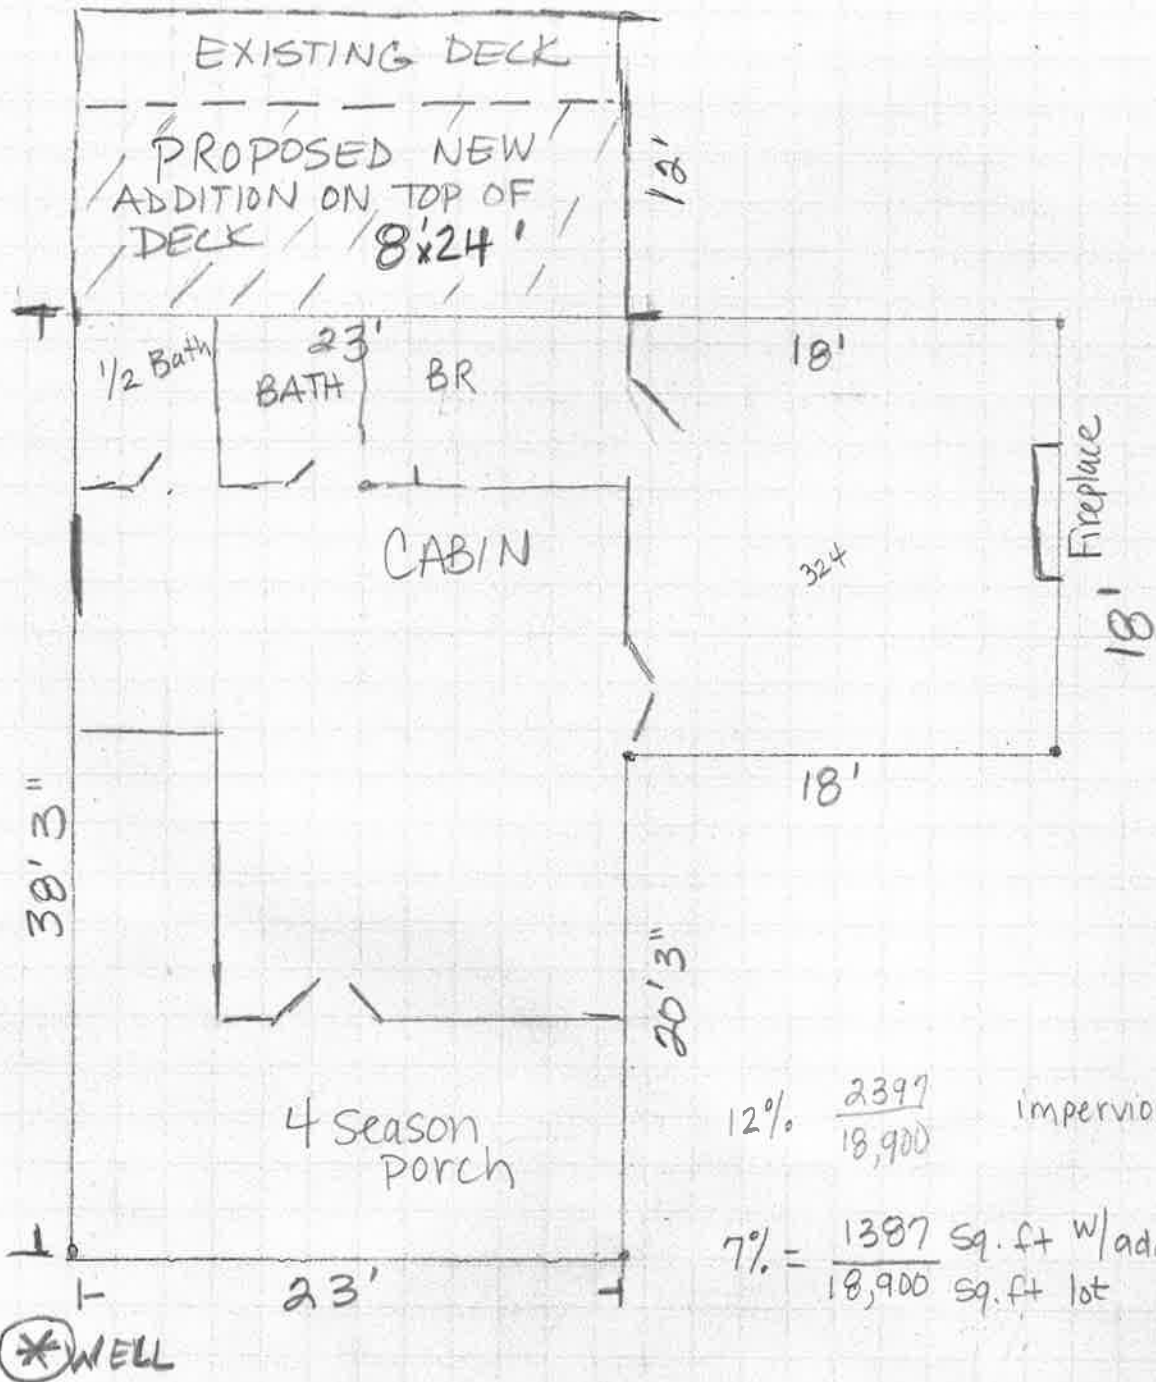 EXISTING DECK
PROPOSED NEW
ADDITION ON TOP OF
DECK 8'x24'
12'
1/2 Bath
23'
BATH
BR
18'
Fireplace
18'
CABIN
324
18'
38' 3"
20' 3"
4 Season
porch
12% 2397
18,900
impervio
7% = 1387 sq. ft w/ad
18,900 sq. ft lot
23'
* WELL